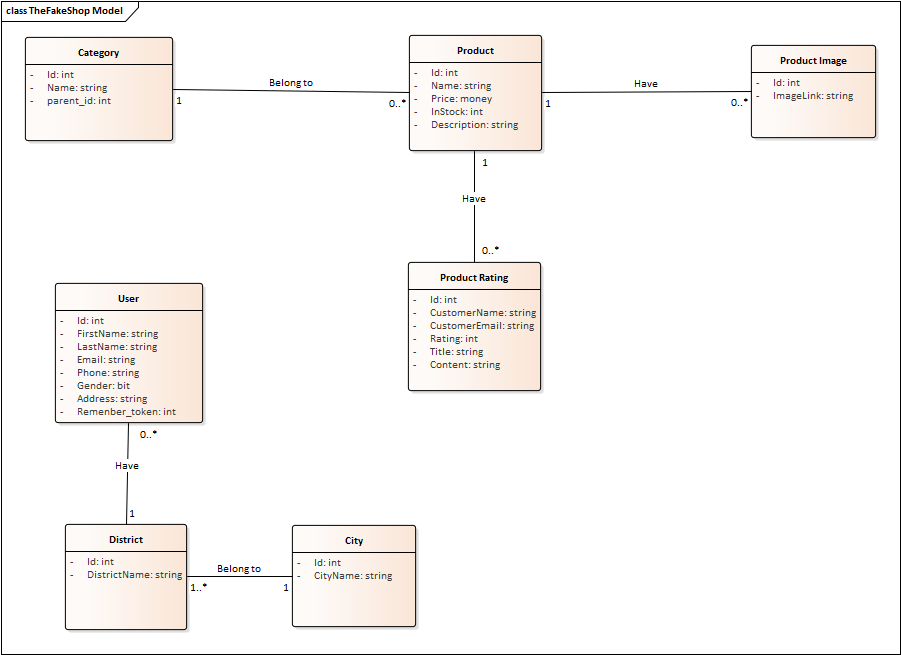 class TheFakeShop Model
Category
- Id: int
- Name: string
- parent_id: int
Belong to
1
0..*
Product
- Id: int
- Name: string
- Price: money
- InStock: int
- Description: string
Have
1
0..*
Product Image
- Id: int
- ImageLink: string
1
Have
0..*
Product Rating
- Id: int
- CustomerName: string
- CustomerEmail: string
- Rating: int
- Title: string
- Content: string
User
- Id: int
- FirstName: string
- LastName: string
- Email: string
- Phone: string
- Gender: bit
- Address: string
- Remenber_token: int
0..*
Have
1
District
- Id: int
- DistrictName: string
Belong to
1..*
1
City
- Id: int
- CityName: string